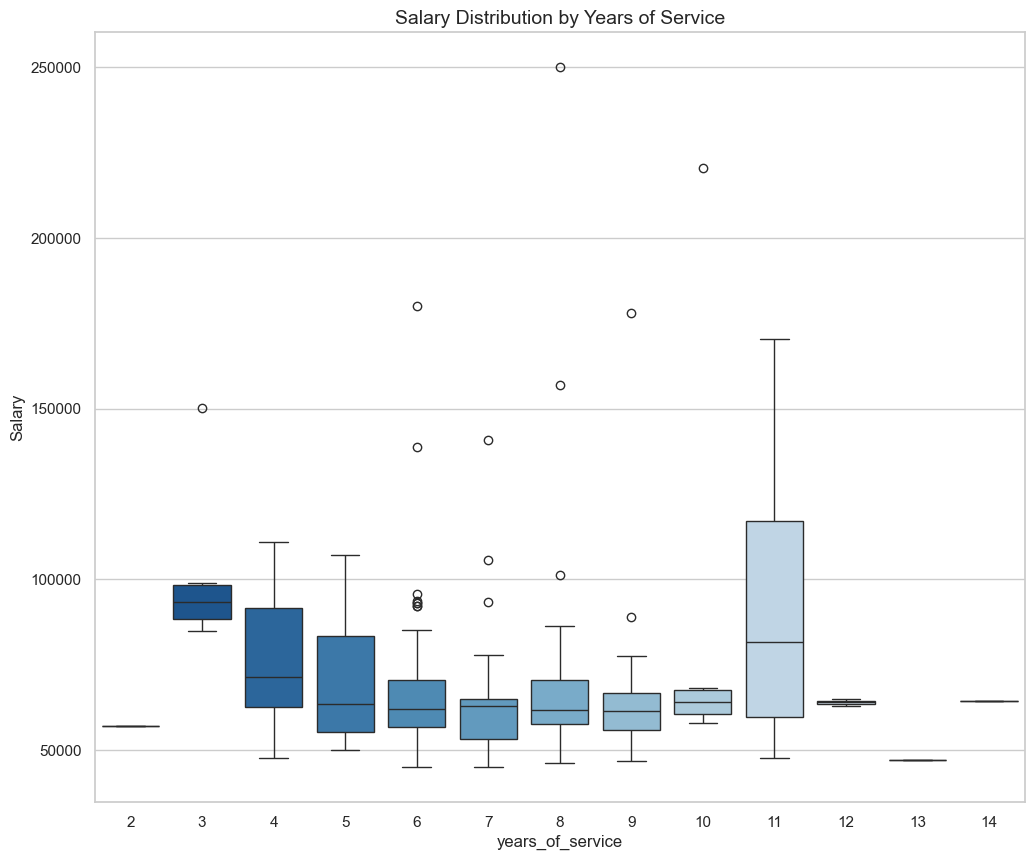 Salary Distribution by Years of Service
250000
200000
150000
100000
50000
Salary
2 3 4 5 6 7 8 9 10 11 12 13 14
years_of_service